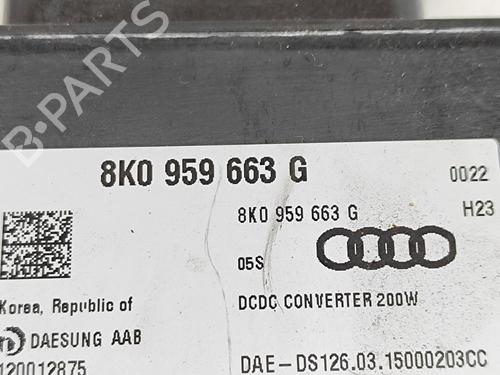 8K0 959 663 G
0022
8K0 959 663 G
H23
05S
Korea, Republic of
DCDC CONVERTER 200W
DAESUNG AAB
120012875
DAE-DS126.03.15000203CC
B-PARTS